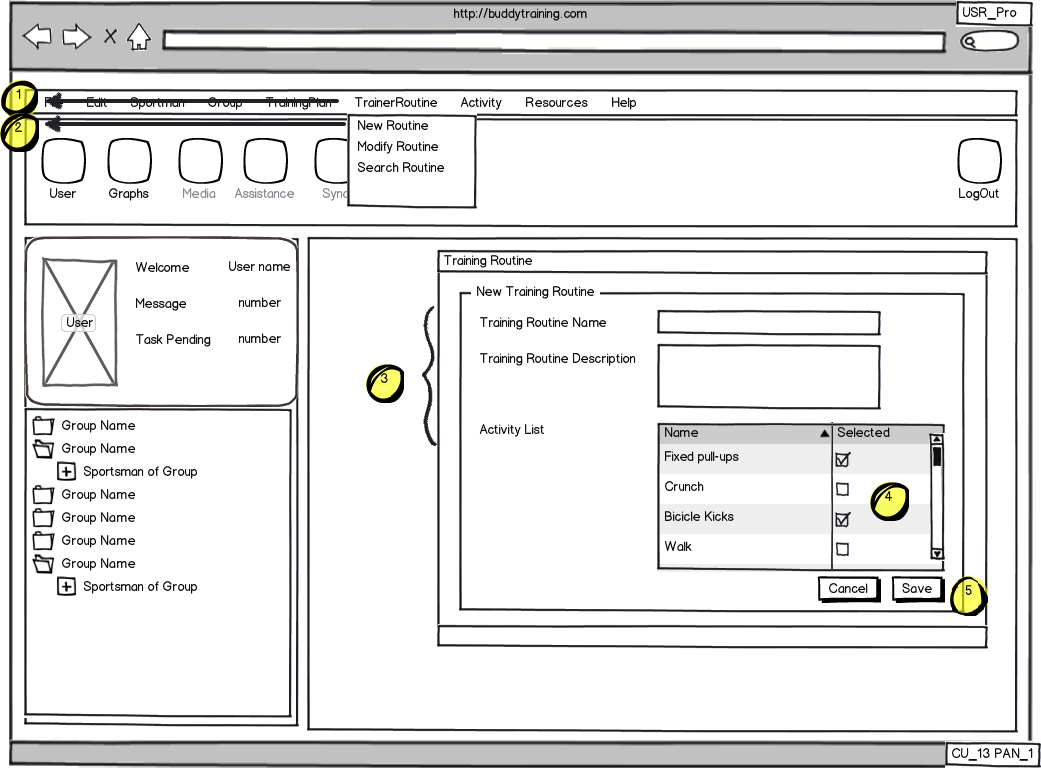 http://buddytraining.com
USR_Pro
1
Edit Sportman Group TrainingPlan TrainerRoutine Activity Resources Help
2
New Routine
Modify Routine
Search Routine
User Graphs Media Assistance LogOut
Training Routine
Welcome User name
New Training Routine
Message number
User
Training Routine Name
Task Pending number
Training Routine Description
3
Group Name
Activity List
Name Selected
Group Name
Fixed pull-ups
Sportsman of Group
Crunch
Group Name
4
Group Name
Bicicle Kicks
Group Name
Walk
Group Name
Sportsman of Group
Cancel Save
5
CU_13 PAN_1